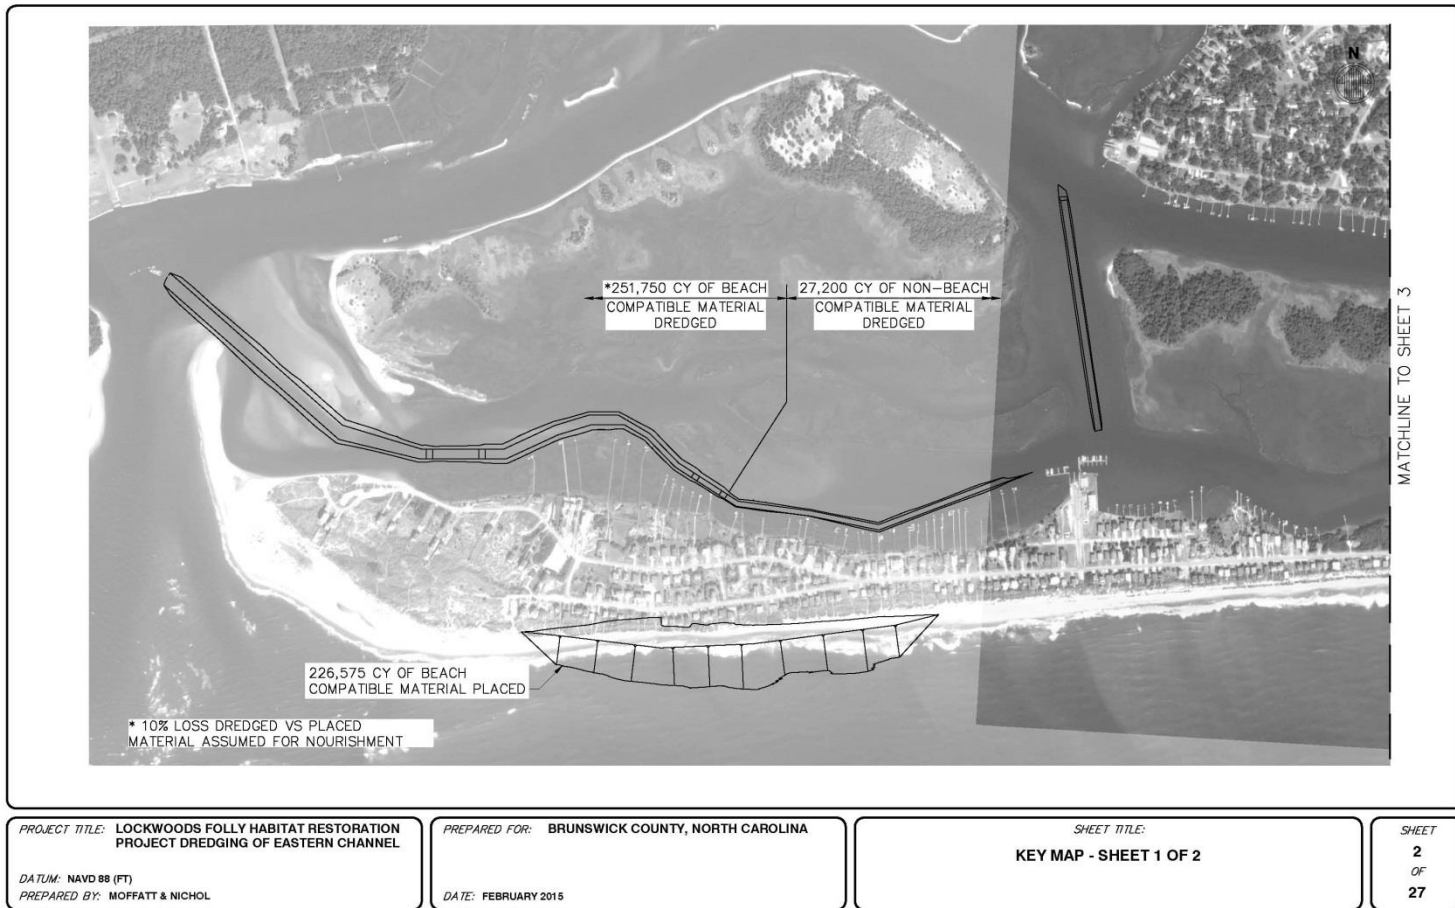 N
*251,750 CY OF BEACH
COMPATIBLE MATERIAL
DREDGED
27,200 CY OF NON-BEACH
COMPATIBLE MATERIAL
DREDGED
MATCHLINE TO SHEET 3
226,575 CY OF BEACH
COMPATIBLE MATERIAL PLACED
* 10% LOSS DREDGED VS PLACED
MATERIAL ASSUMED FOR NOURISHMENT
PROJECT TITLE: LOCKWOODS FOLLY HABITAT RESTORATION
PROJECT DREDGING OF EASTERN CHANNEL
DATUM: NAVD 88 (FT)
PREPARED BY: MOFFATT & NICHOL
PREPARED FOR: BRUNSWICK COUNTY, NORTH CAROLINA
DATE: FEBRUARY 2015
SHEET TITLE:
KEY MAP - SHEET 1 OF 2
SHEET
2
OF
27